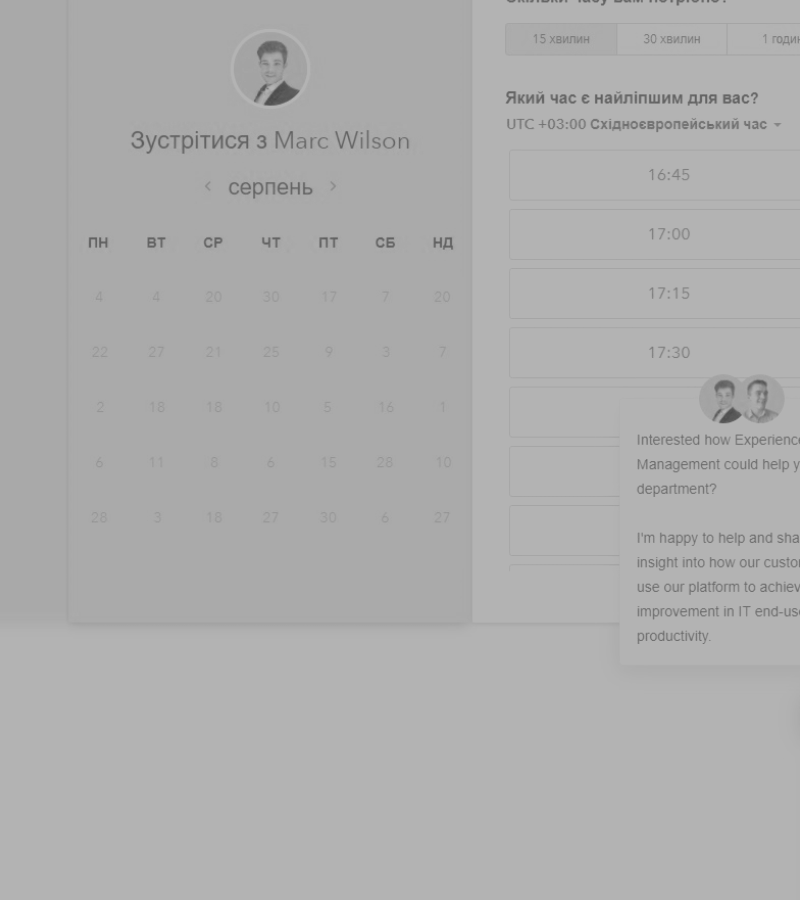 Скільки часу вам потрібно?
15 хвилин 30 хвилин 1 годин
Зустрітися з Marc Wilson
серпень
ПН ВТ СР ЧТ ПТ СБ НД
4 4 20 30 17 7 20
22 27 21 25 9 3 7
2 18 18 10 5 16 1
6 11 8 6 15 28 10
28 3 18 27 30 6 27
Який час є найліпшим для вас?
UTC +03:00 Східноєвропейський час
16:45
17:00
17:15
17:30
Interested how Experience
Management could help y
department?
I'm happy to help and sha
insight into how our custo
use our platform to achiev
improvement in IT end-us
productivity.